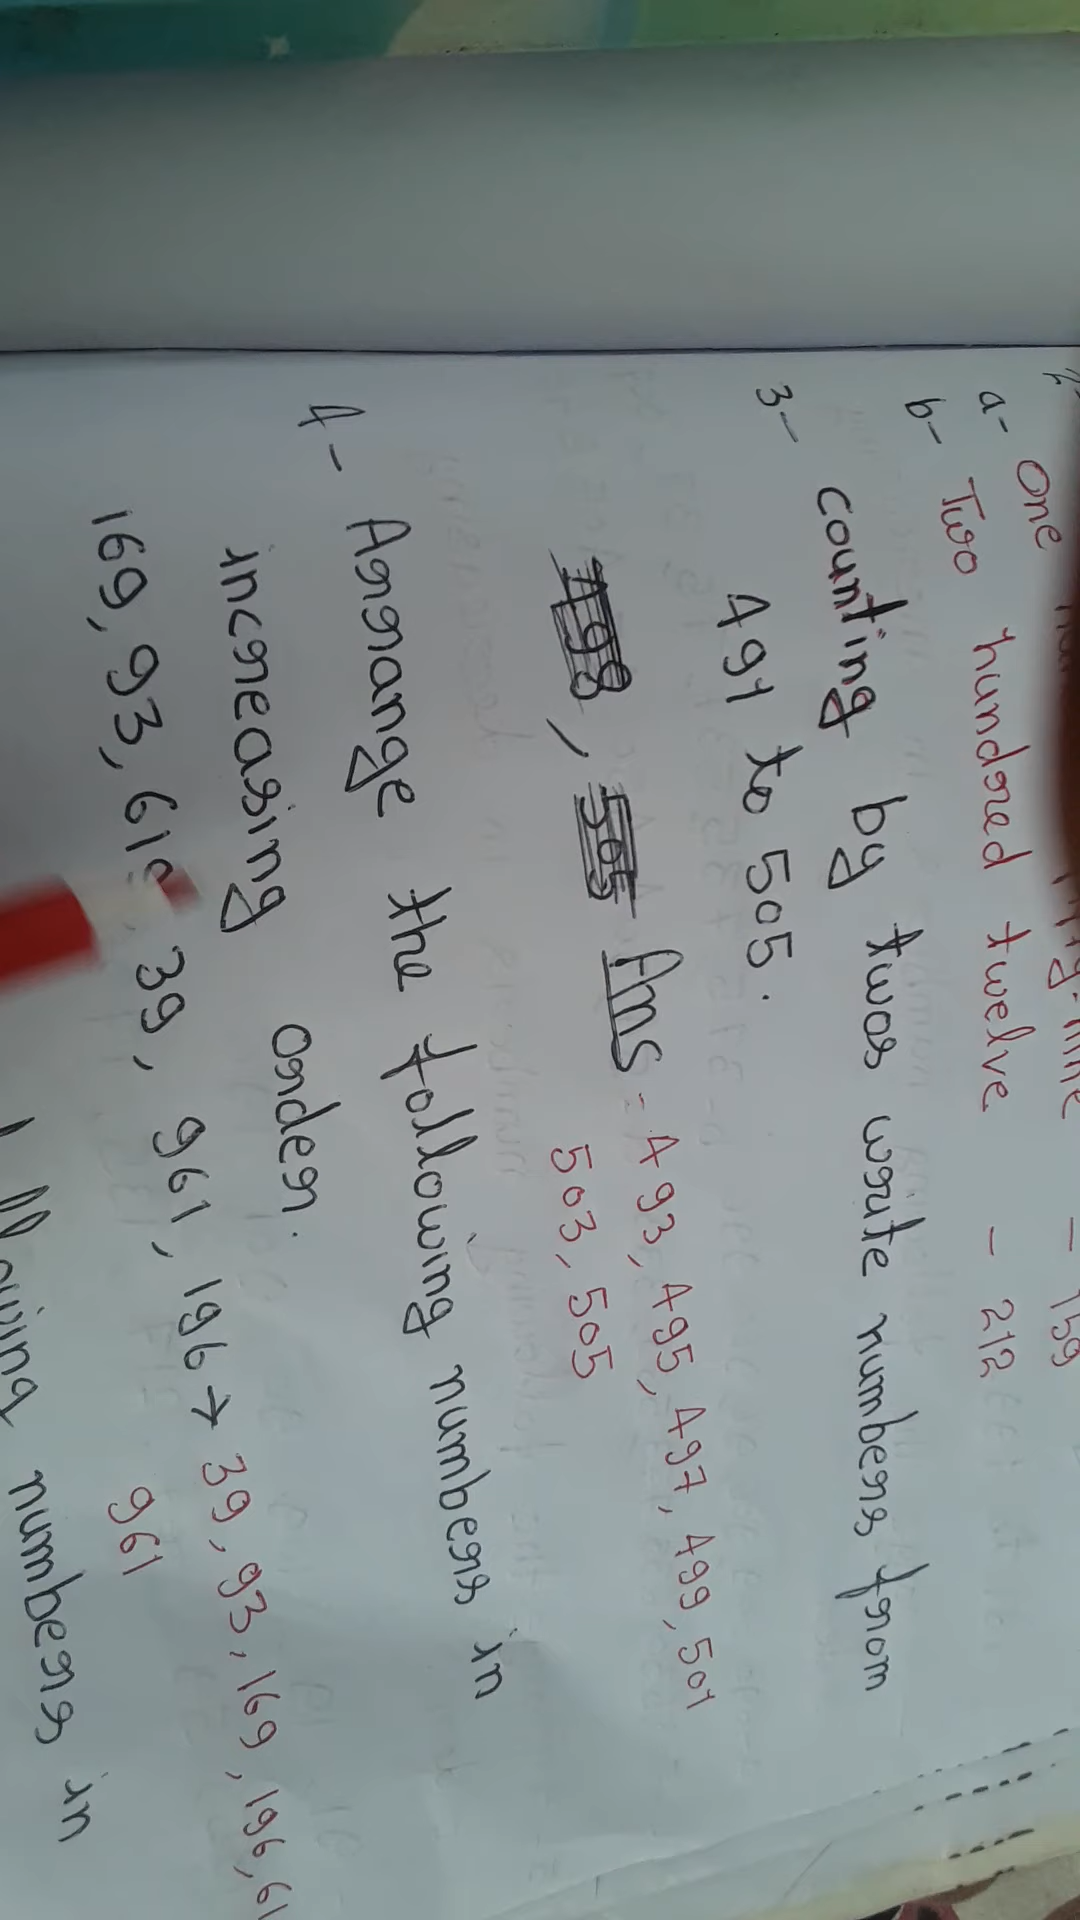 a- One
- 159
b- Two hundred twelve - 212
3- counting by twos write numbers from
491 to 505.
Ans = 493, 495, 497, 499, 501
503, 505
4- Arrange the following numbers in
increasing order.
169, 93, 39, 961, 196 → 39, 93, 169, 196,
961
numbers in